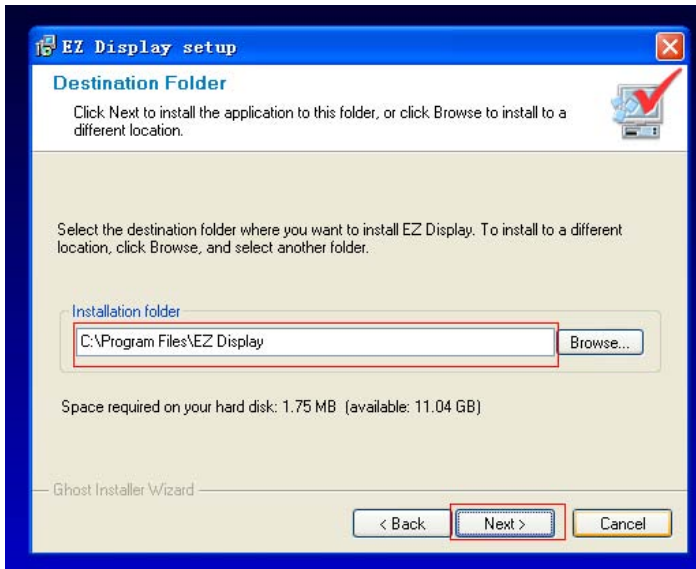 EZ Display setup
Destination Folder
Click Next to install the application to this folder, or click Browse to install to a
different location.
Select the destination folder where you want to install EZ Display. To install to a different
location, click Browse, and select another folder.
Installation folder
C:\Program Files\EZ Display
Browse...
Space required on your hard disk: 1.75 MB (available: 11.04 GB)
Ghost Installer Wizard
< Back
Next >
Cancel